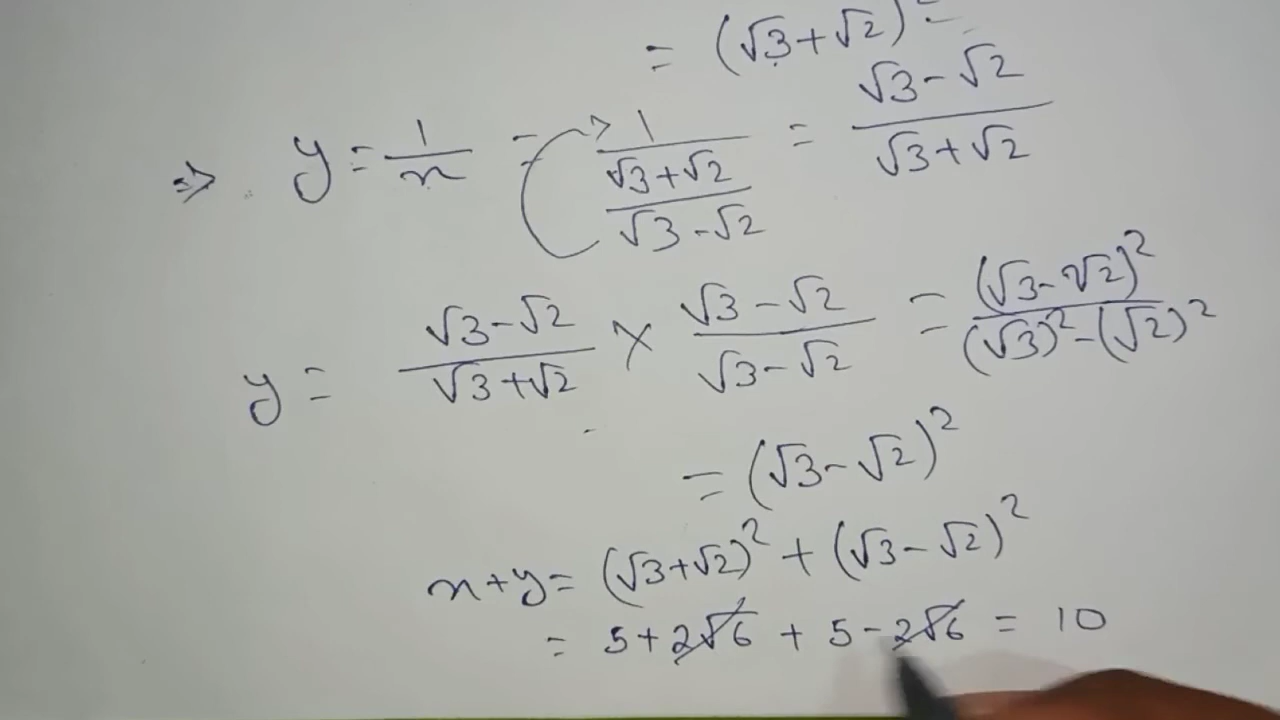 = (√3+√2)²
⇒ y = 1/x = 1/((√3+√2)/(√3-√2)) = (√3-√2)/(√3+√2)
y = (√3-√2)/(√3+√2) × (√3-√2)/(√3-√2) = (√3-√2)²/((√3)²-(√2)²)
= (√3-√2)²
x+y = (√3+√2)² + (√3-√2)²
= 5+2√6 + 5-2√6 = 10